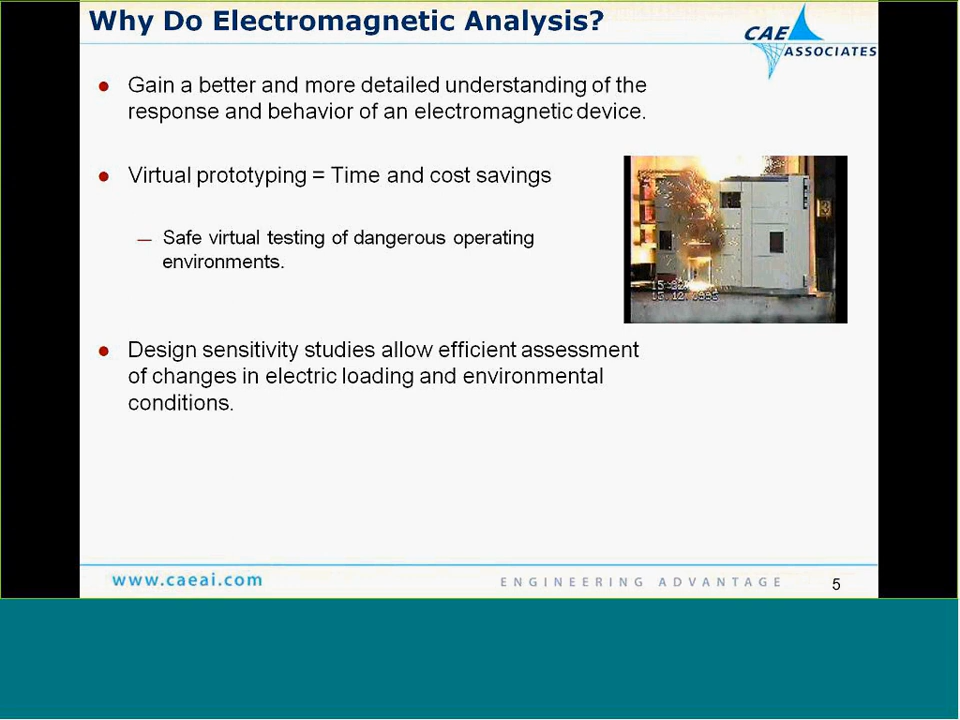 Why Do Electromagnetic Analysis?
CAE
ASSOCIATES
● Gain a better and more detailed understanding of the
response and behavior of an electromagnetic device.
● Virtual prototyping = Time and cost savings
— Safe virtual testing of dangerous operating
environments.
3
● Design sensitivity studies allow efficient assessment
of changes in electric loading and environmental
conditions.
www.caeai.com
ENGINEERING ADVANTAGE
5